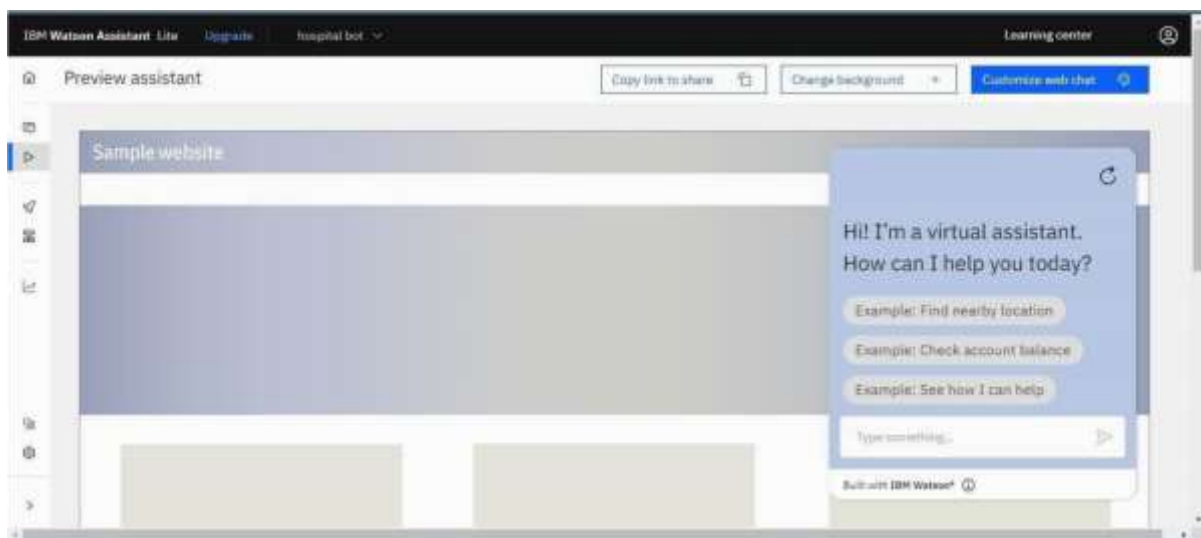 IBM Watson Assistant Lite Upgrade hospital bot Learning center
Preview assistant Copy link to share Change background Customize web chat
Sample website
Hi! I'm a virtual assistant.
How can I help you today?
Example: Find nearby location
Example: Check account balance
Example: See how I can help
Type something...
Built with IBM Watson®